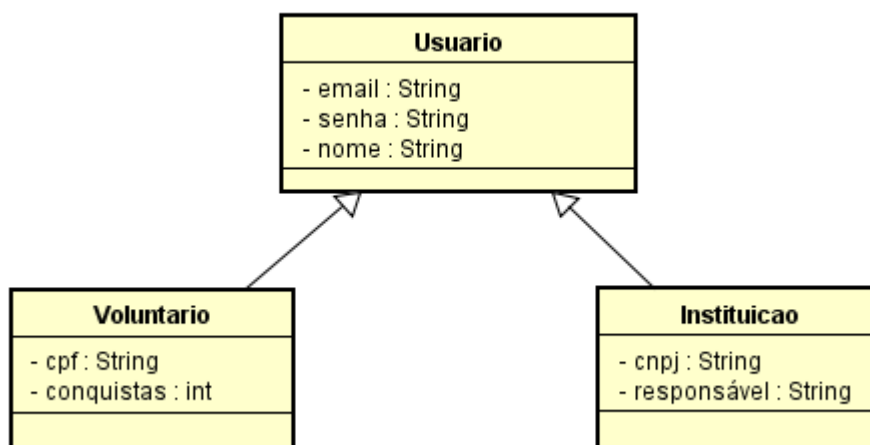 Usuario
- email : String
- senha : String
- nome : String
Voluntario
- cpf : String
- conquistas : int
Instituicao
- cnpj : String
- responsável : String